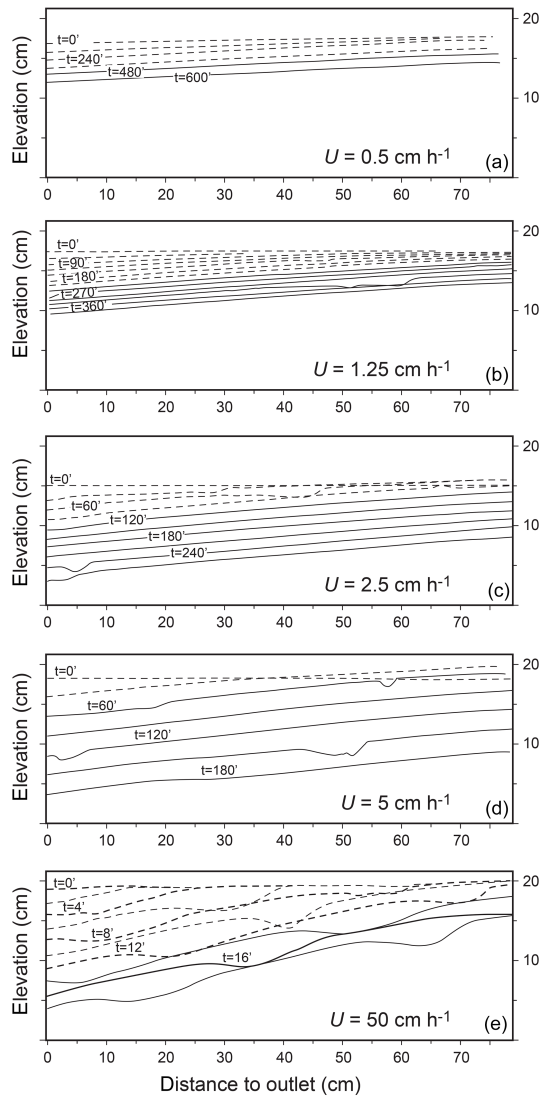 Elevation (cm)
20
10
t=0'
t=240'
t=480'
t=600'
U = 0.5 cm h-1
(a)
0 10 20 30 40 50 60 70
Elevation (cm)
20
10
t=0'
t=90'
t=180'
t=270'
t=360'
U = 1.25 cm h-1
(b)
0 10 20 30 40 50 60 70
Elevation (cm)
20
10
t=0'
t=60'
t=120'
t=180'
t=240'
U = 2.5 cm h-1
(c)
0 10 20 30 40 50 60 70
Elevation (cm)
20
10
t=0'
t=60'
t=120'
t=180'
U = 5 cm h-1
(d)
0 10 20 30 40 50 60 70
Elevation (cm)
20
10
t=0'
t=4'
t=8'
t=12'
t=16'
U = 50 cm h-1
(e)
0 10 20 30 40 50 60 70
Distance to outlet (cm)